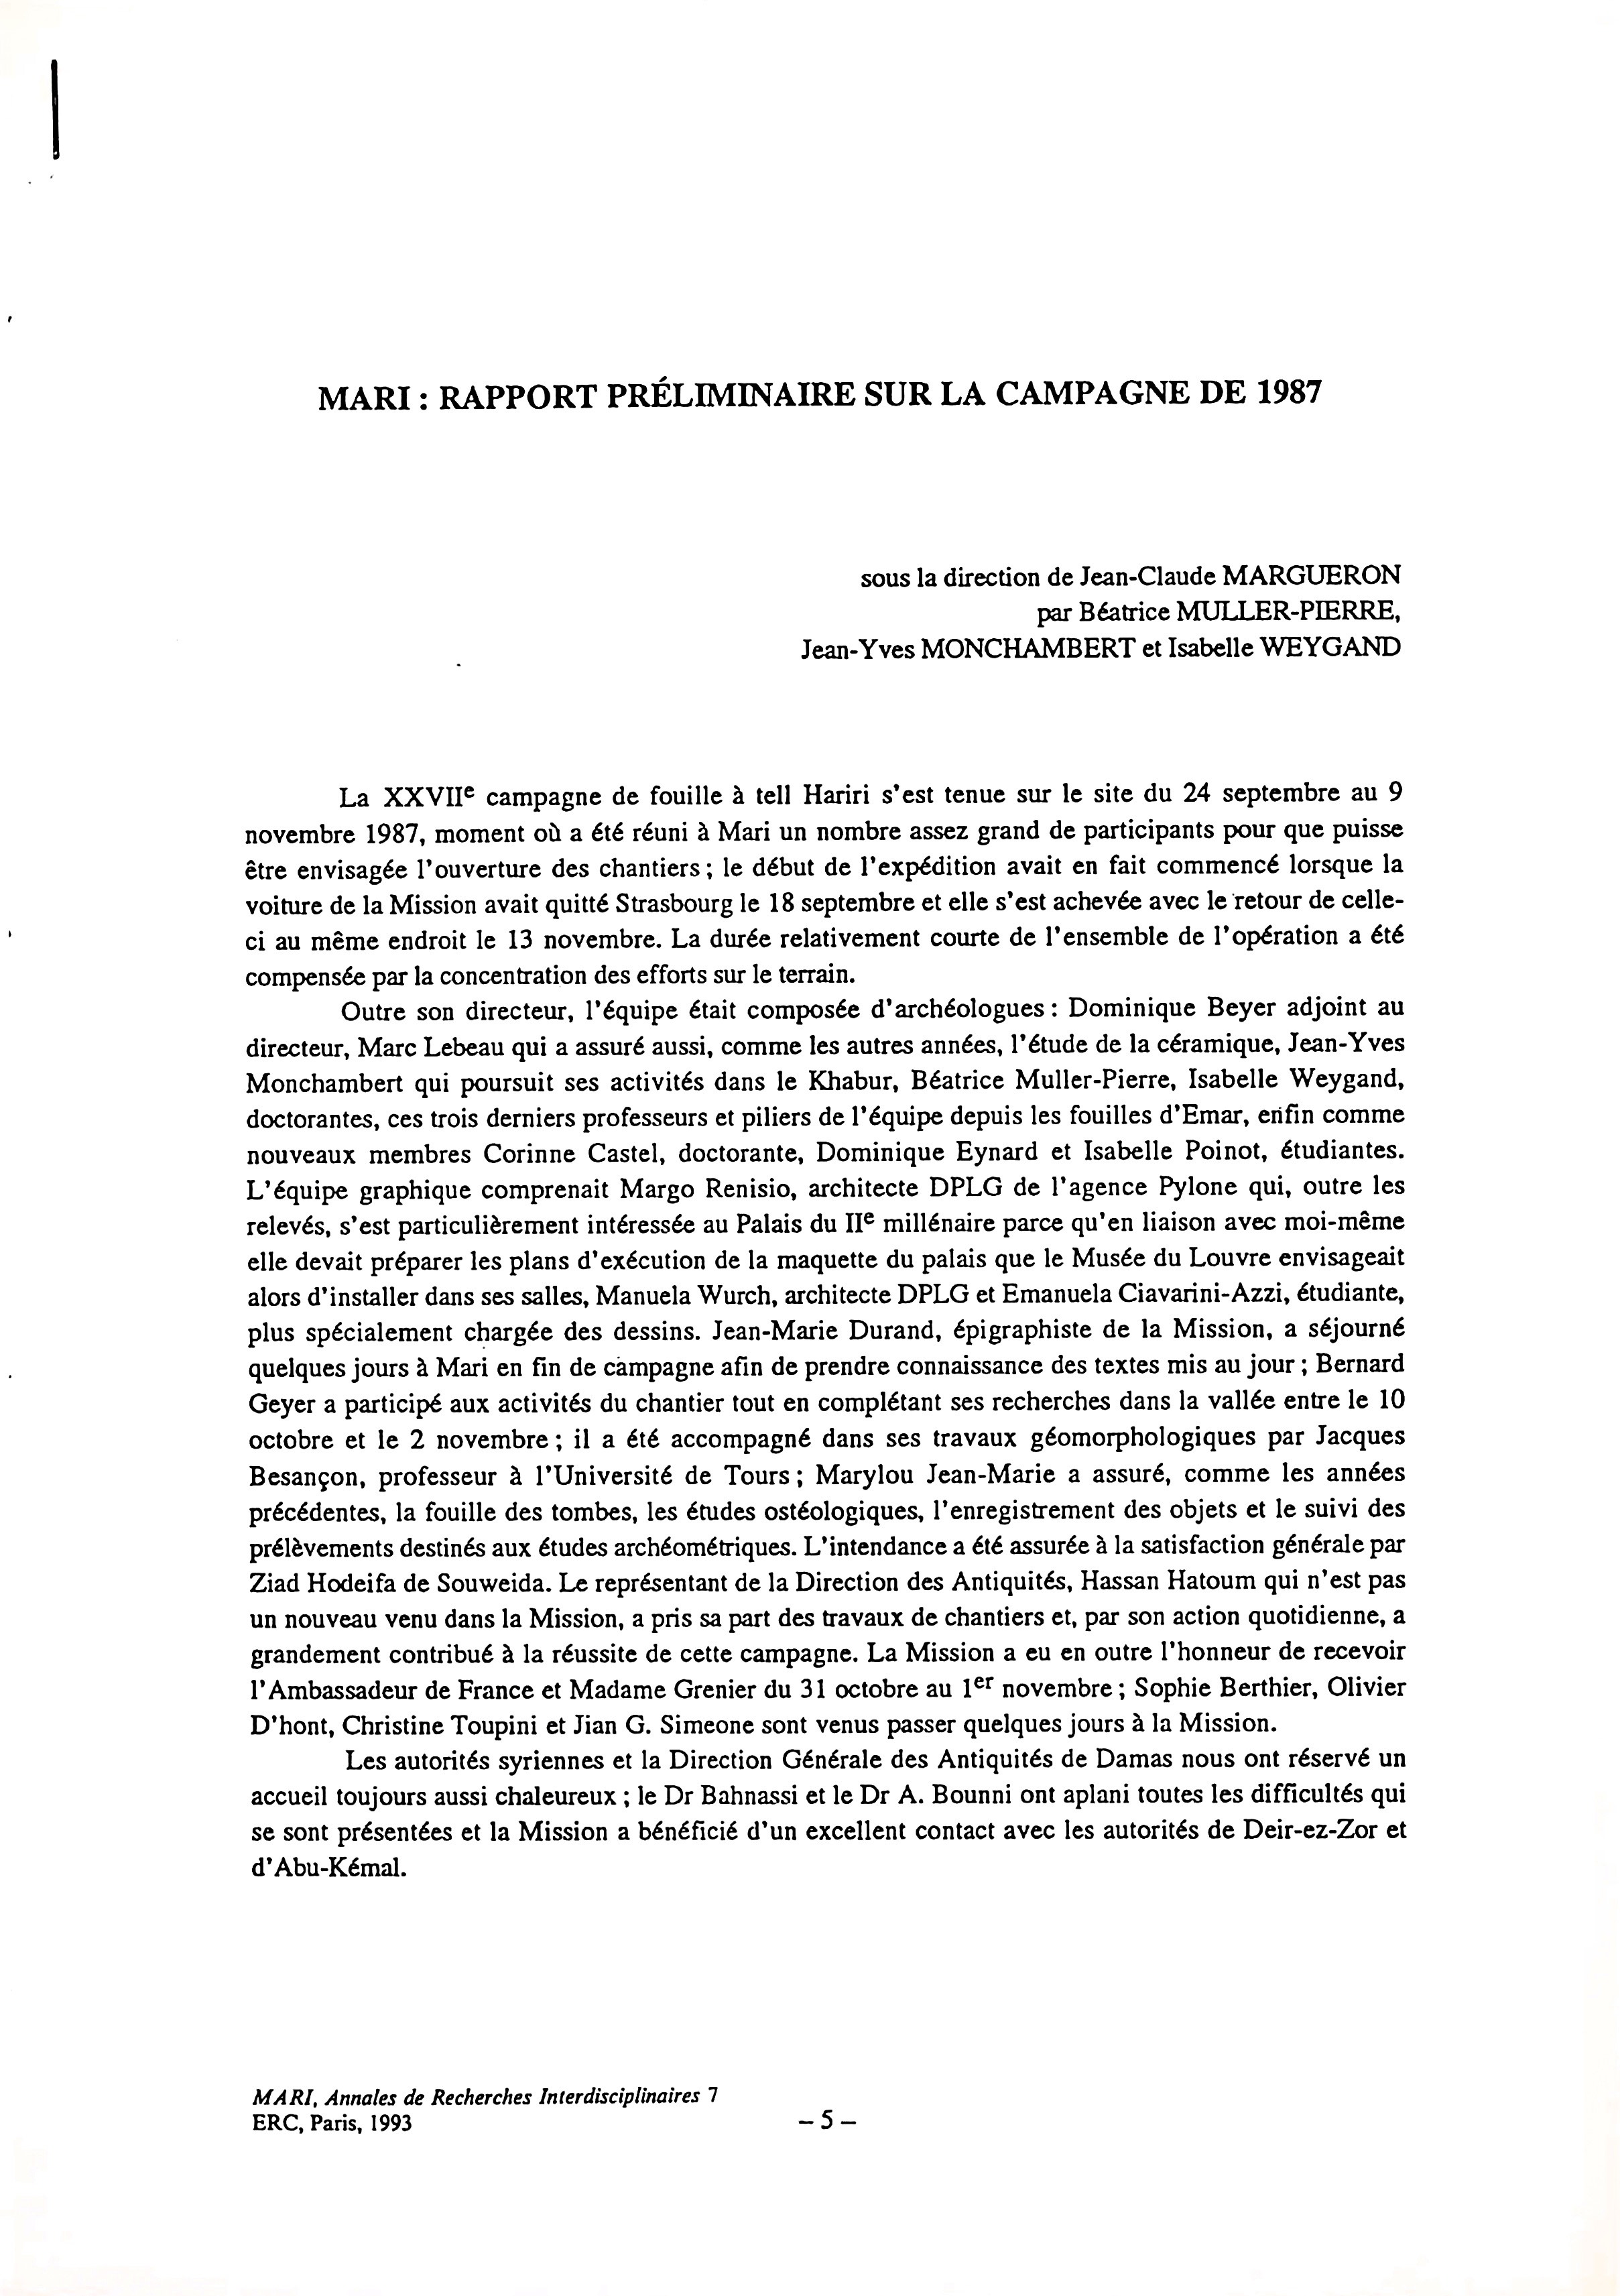 MARI : RAPPORT PRÉLIMINAIRE SUR LA CAMPAGNE DE 1987
sous la direction de Jean-Claude MARGUERON
par Béatrice MULLER-PIERRE,
Jean-Yves MONCHAMBERT et Isabelle WEYGAND
La XXVIIe campagne de fouille à tell Hariri s'est tenue sur le site du 24 septembre au 9
novembre 1987, moment où a été réuni à Mari un nombre assez grand de participants pour que puisse
être envisagée l'ouverture des chantiers ; le début de l'expédition avait en fait commencé lorsque la
voiture de la Mission avait quitté Strasbourg le 18 septembre et elle s'est achevée avec le retour de celle-
ci au même endroit le 13 novembre. La durée relativement courte de l'ensemble de l'opération a été
compensée par la concentration des efforts sur le terrain.
Outre son directeur, l'équipe était composée d'archéologues : Dominique Beyer adjoint au
directeur, Marc Lebeau qui a assuré aussi, comme les autres années, l'étude de la céramique, Jean-Yves
Monchambert qui poursuit ses activités dans le Khabur, Béatrice Muller-Pierre, Isabelle Weygand,
doctorantes, ces trois derniers professeurs et piliers de l'équipe depuis les fouilles d'Emar, enfin comme
nouveaux membres Corinne Castel, doctorante, Dominique Eynard et Isabelle Poinot, étudiantes.
L'équipe graphique comprenait Margo Renisio, architecte DPLG de l'agence Pylone qui, outre les
relevés, s'est particulièrement intéressée au Palais du IIe millénaire parce qu'en liaison avec moi-même
elle devait préparer les plans d'exécution de la maquette du palais que le Musée du Louvre envisageait
alors d'installer dans ses salles, Manuela Wurch, architecte DPLG et Emanuela Ciavarini-Azzi, étudiante,
plus spécialement chargée des dessins. Jean-Marie Durand, épigraphiste de la Mission, a séjourné
quelques jours à Mari en fin de campagne afin de prendre connaissance des textes mis au jour ; Bernard
Geyer a participé aux activités du chantier tout en complétant ses recherches dans la vallée entre le 10
octobre et le 2 novembre ; il a été accompagné dans ses travaux géomorphologiques par Jacques
Besançon, professeur à l'Université de Tours ; Marylou Jean-Marie a assuré, comme les années
précédentes, la fouille des tombes, les études ostéologiques, l'enregistrement des objets et le suivi des
prélèvements destinés aux études archéométriques. L'intendance a été assurée à la satisfaction générale par
Ziad Hodeifa de Souweida. Le représentant de la Direction des Antiquités, Hassan Hatoum qui n'est pas
un nouveau venu dans la Mission, a pris sa part des travaux de chantiers et, par son action quotidienne, a
grandement contribué à la réussite de cette campagne. La Mission a eu en outre l'honneur de recevoir
l'Ambassadeur de France et Madame Grenier du 31 octobre au 1er novembre ; Sophie Berthier, Olivier
D'hont, Christine Toupini et Jian G. Simeone sont venus passer quelques jours à la Mission.
Les autorités syriennes et la Direction Générale des Antiquités de Damas nous ont réservé un
accueil toujours aussi chaleureux ; le Dr Bahnassi et le Dr A. Bounni ont aplani toutes les difficultés qui
se sont présentées et la Mission a bénéficié d'un excellent contact avec les autorités de Deir-ez-Zor et
d'Abu-Kémal.
MARI, Annales de Recherches Interdisciplinaires 7
ERC, Paris, 1993
– 5 –